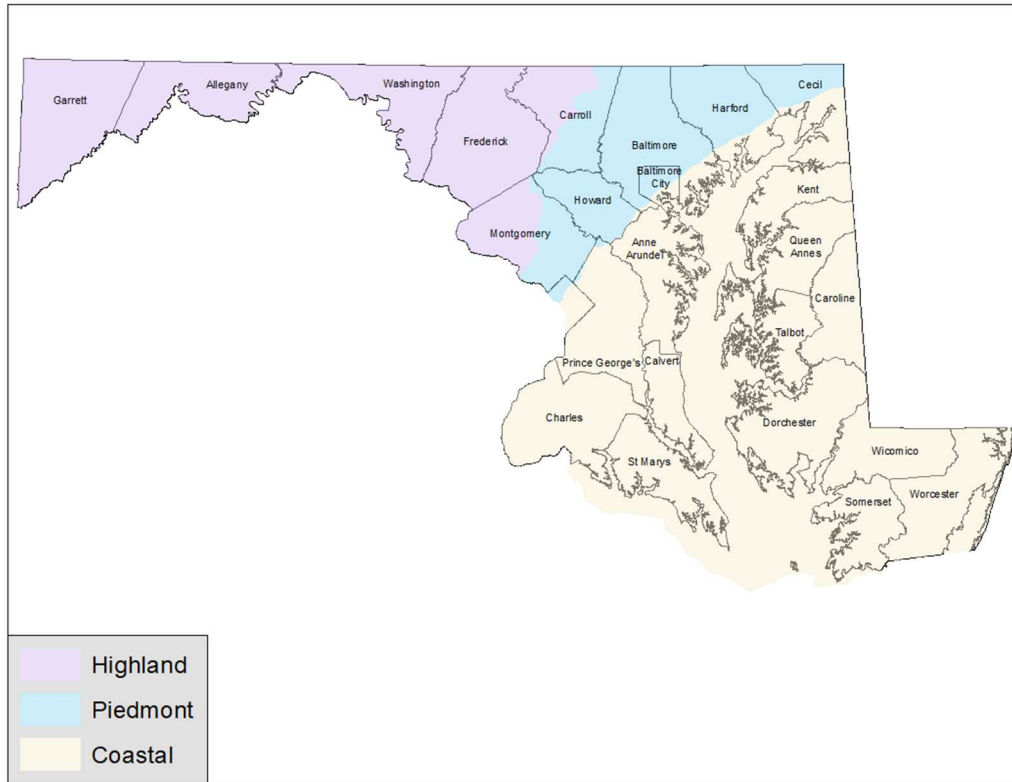 Garrett
Allegany
Washington
Frederick
Carroll
Baltimore
Harford
Cecil
Baltimore
City
Howard
Montgomery
Kent
Anne
Arundel
Queen
Annes
Caroline
Talbot
Prince George's
Calvert
Charles
Dorchester
St Marys
Wicomico
Somerset
Worcester
Highland
Piedmont
Coastal